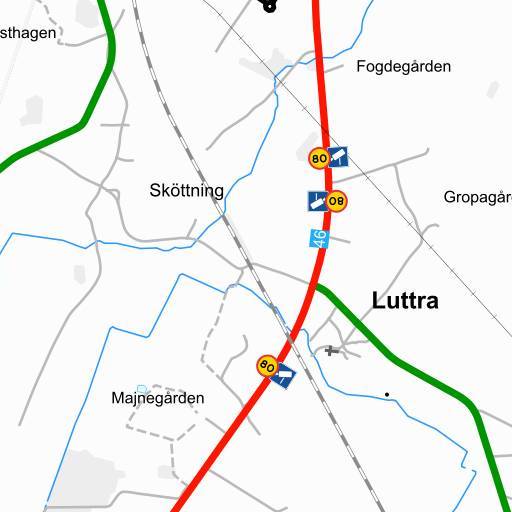 sthagen
Fogdegården
80
Sköttning
80
Gropagår
46
Luttra
80
Majnegården